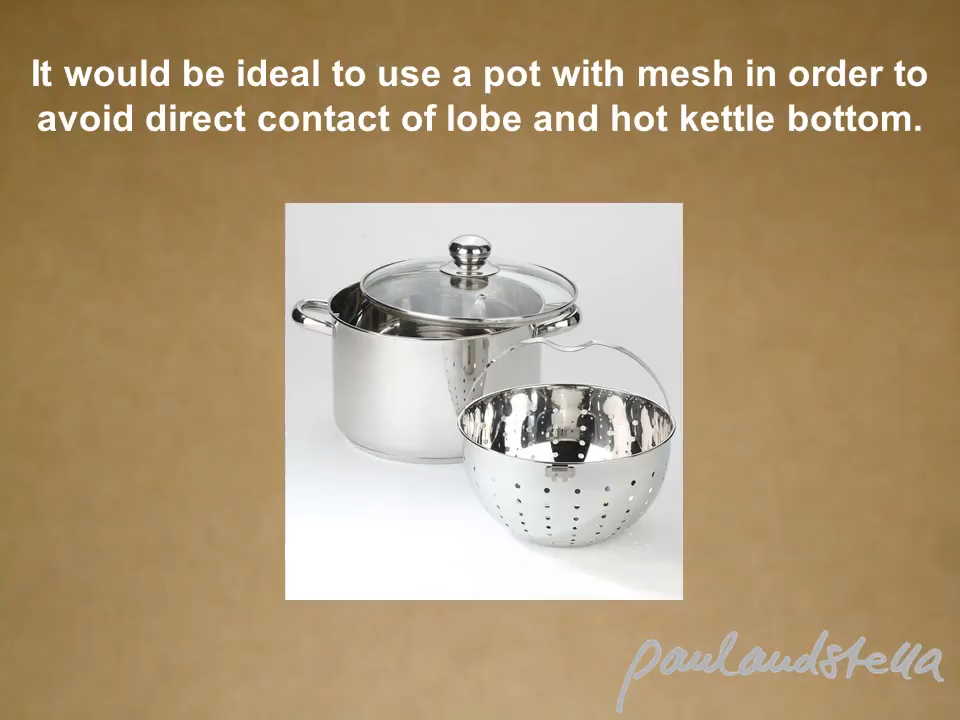 It would be ideal to use a pot with mesh in order to
avoid direct contact of lobe and hot kettle bottom.
paulandstella